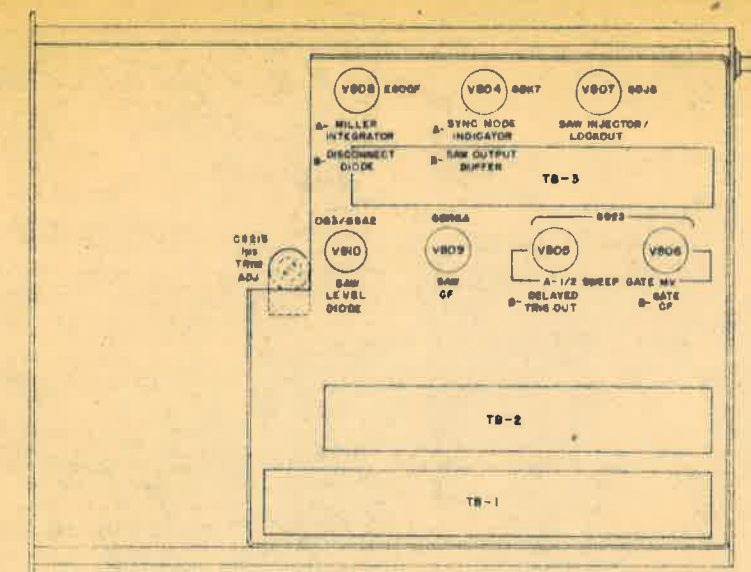 V808 E80CF
A- MILLER INTEGRATOR
B- DISCONNECT DIODE
V804 6BK7
A- SYNC MODE INDICATOR
B- SAW OUTPUT BUFFER
V807 6DJ8
SAW INJECTOR/
LOCKOUT
TB-3
C821B
TRIG
ADJ
V810
SAW
LEVEL
DIODE
V809
SAW
CF
V805
V806
A-1/2 SWEEP GATE MV
B- DELAYED TRIG OUT
B- GATE CF
TB-2
TB-1